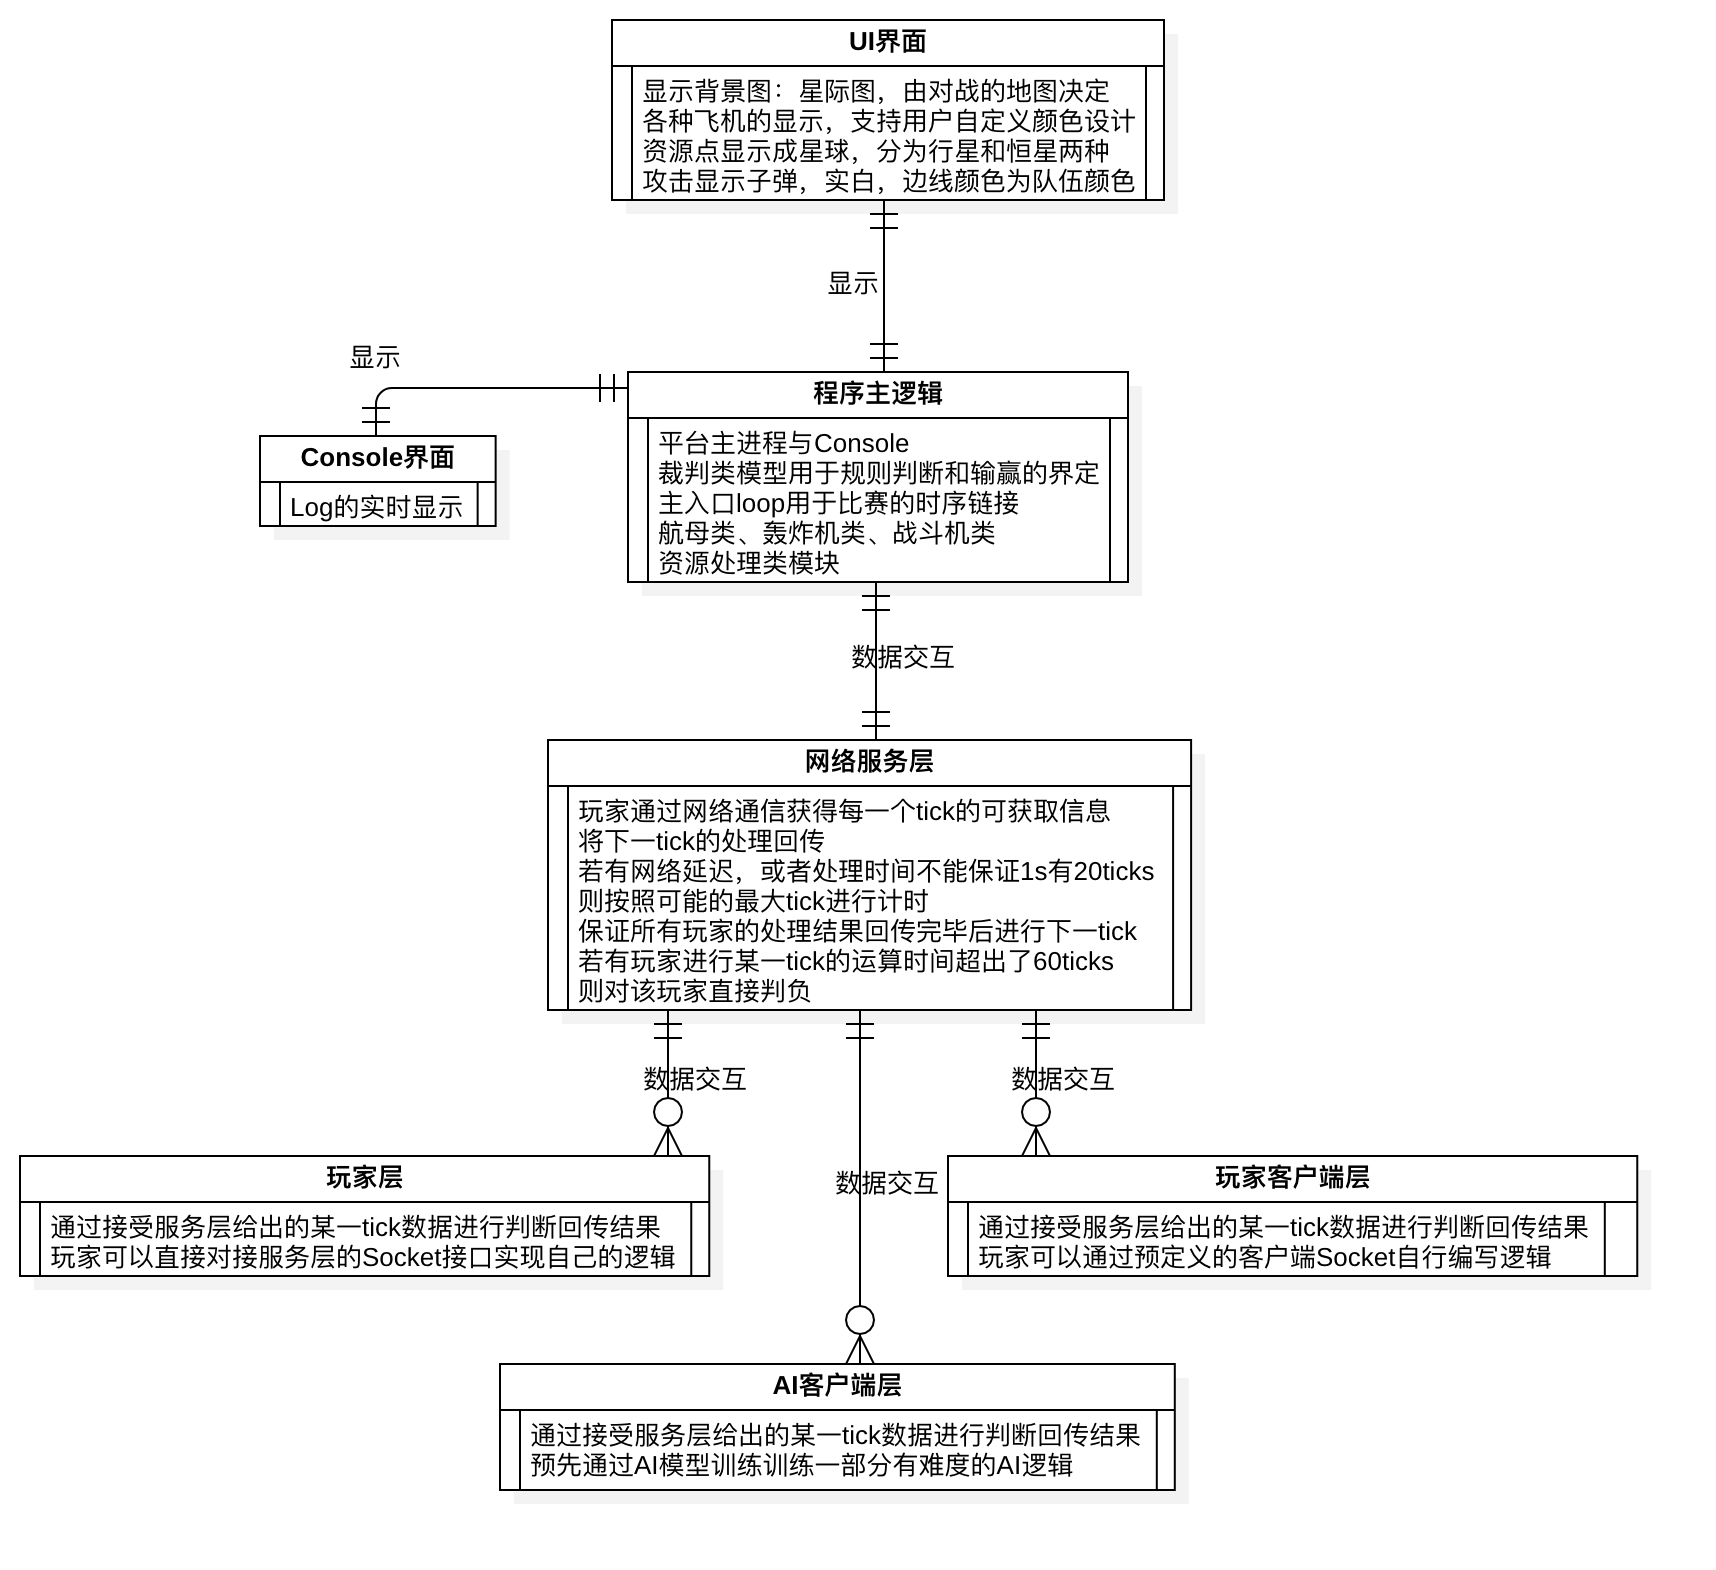 UI界面
显示背景图：星际图，由对战的地图决定
各种飞机的显示，支持用户自定义颜色设计
资源点显示成星球，分为行星和恒星两种
攻击显示子弹，实白，边线颜色为队伍颜色
显示
显示
程序主逻辑
平台主进程与Console
裁判类模型用于规则判断和输赢的界定
主入口loop用于比赛的时序链接
航母类、轰炸机类、战斗机类
资源处理类模块
Console界面
Log的实时显示
数据交互
网络服务层
玩家通过网络通信获得每一个tick的可获取信息
将下一tick的处理回传
若有网络延迟，或者处理时间不能保证1s有20ticks
则按照可能的最大tick进行计时
保证所有玩家的处理结果回传完毕后进行下一tick
若有玩家进行某一tick的运算时间超出了60ticks
则对该玩家直接判负
数据交互
数据交互
数据交互
玩家层
通过接受服务层给出的某一tick数据进行判断回传结果
玩家可以直接对接服务层的Socket接口实现自己的逻辑
玩家客户端层
通过接受服务层给出的某一tick数据进行判断回传结果
玩家可以通过预定义的客户端Socket自行编写逻辑
AI客户端层
通过接受服务层给出的某一tick数据进行判断回传结果
预先通过AI模型训练训练一部分有难度的AI逻辑